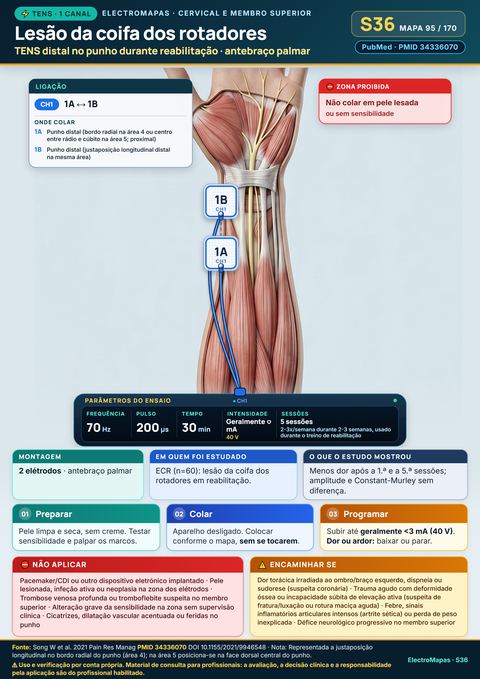 TENS · 1 CANAL
ELECTROMAPAS · CERVICAL E MEMBRO SUPERIOR
Lesão da coifa dos rotadores
TENS distal no punho durante reabilitação · antebraço palmar
S36 MAPA 95 / 170
PubMed · PMID 34336070
LIGAÇÃO
CH1 1A ↔ 1B
ONDE COLAR
1A Punho distal (bordo radial na área 4 ou centro
entre rádio e cúbito na área 5; proximal)
1B Punho distal (justaposição longitudinal distal
na mesma área)
ZONA PROIBIDA
Não colar em pele lesada
ou sem sensibilidade
1B
CH1
1A
CH1
CH1
PARÂMETROS DO ENSAIO
FREQUÊNCIA
70 Hz
PULSO
200 µs
TEMPO
30 min
INTENSIDADE
Geralmente
mA
40 V
SESSÕES
5 sessões
2-3x/semana durante 2-3 semanas, usado
durante o treino de reabilitação
MONTAGEM
2 elétrodos · antebraço palmar
EM QUEM FOI ESTUDADO
ECR (n=60): lesão da coifa dos
rotadores em reabilitação.
O QUE O ESTUDO MOSTROU
Menos dor após a 1.ª e a 5.ª sessões;
amplitude e Constant-Murley sem
diferença.
01 Preparar
Pele limpa e seca, sem creme. Testar
sensibilidade e palpar os marcos.
02 Colar
Aparelho desligado. Colocar
conforme o mapa, sem se tocarem.
03 Programar
Subir até geralmente <3 mA (40 V).
Dor ou ardor: baixar ou parar.
NÃO APLICAR
Pacemaker/CDI ou outro dispositivo eletrónico implantado · Pele
lesionada, infeção ativa ou neoplasia na zona dos elétrodos ·
Trombose venosa profunda ou tromboflebite suspeita no membro
superior · Alteração grave da sensibilidade na zona sem supervisão
clínica · Cicatrizes, dilatação vascular acentuada ou feridas no
punho
ENCAMINHAR SE
Dor torácica irradiada ao ombro/braço esquerdo, dispneia ou
sudorese (suspeita coronária) · Trauma agudo com deformidade
óssea ou incapacidade súbita de elevação ativa (suspeita de
fratura/luxação ou rotura maciça aguda) · Febre, sinais
inflamatórios articulares intensos (artrite sética) ou perda de peso
inexplicada · Défice neurológico progressivo no membro superior
Fonte: Song W et al. 2021 Pain Res Manag PMID 34336070 DOI 10.1155/2021/9946548 · Nota: Representada a justaposição
longitudinal no bordo radial do punho (área 4); na área 5 posiciona-se na face dorsal central do punho.
Uso e verificação por conta própria. Material de consulta para profissionais: a avaliação, a decisão clínica e a responsabilidade
pela aplicação são do profissional habilitado.
ElectroMapas · S36